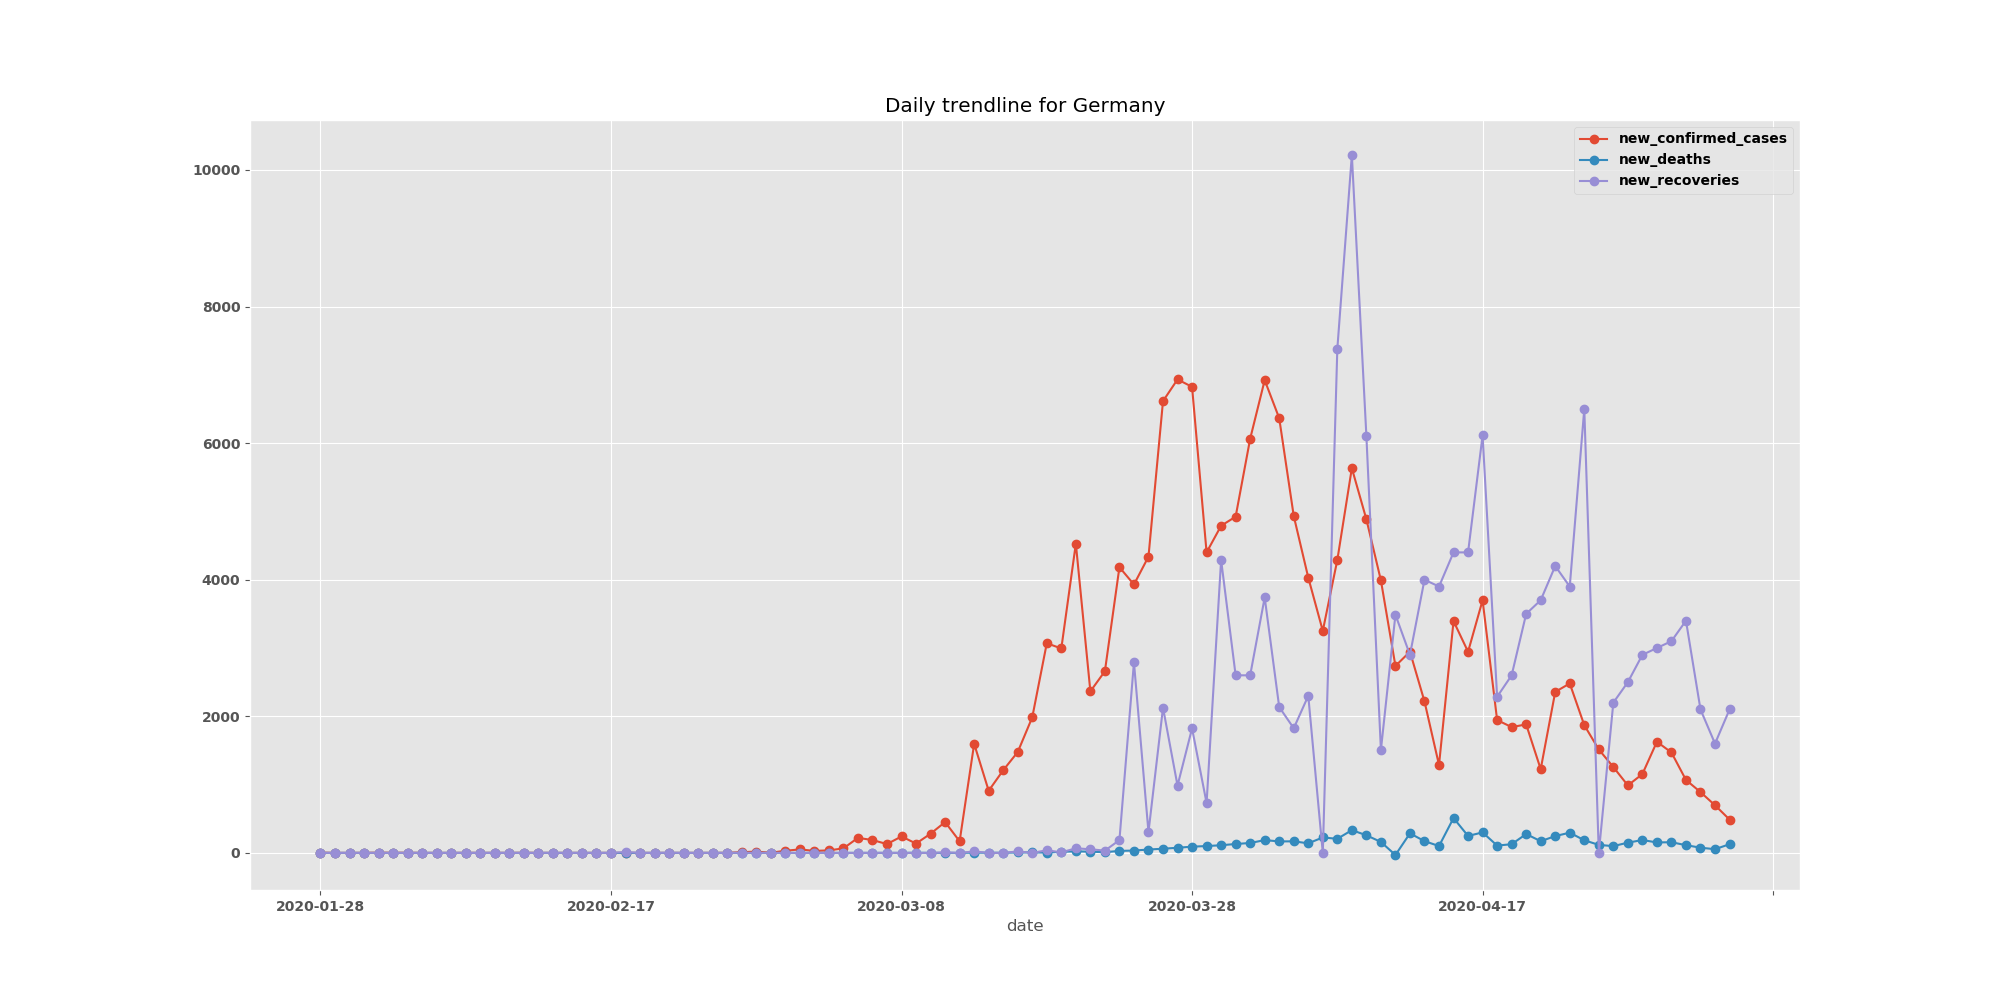 Daily trendline for Germany
new_confirmed_cases
new_deaths
new_recoveries
10000
8000
6000
4000
2000
0
2020-01-28 2020-02-17 2020-03-08 2020-03-28 2020-04-17
date